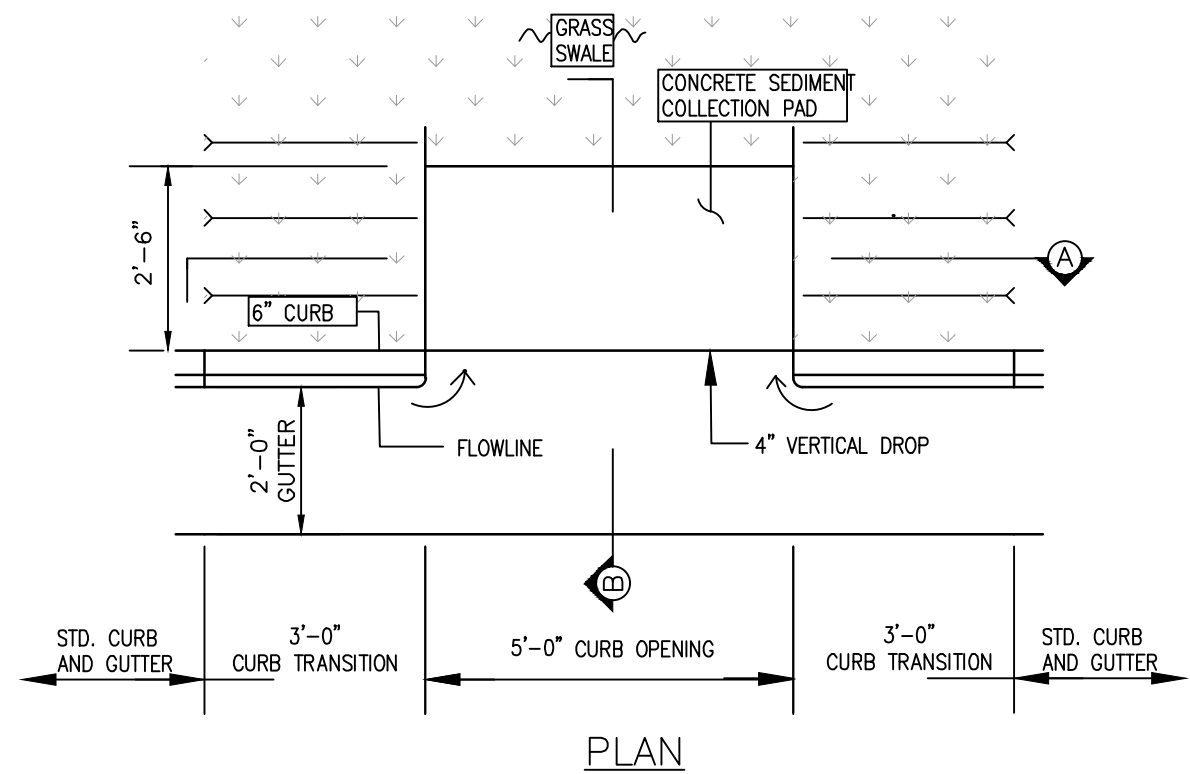 GRASS
SWALE
CONCRETE SEDIMENT
COLLECTION PAD
2'-6"
A
6" CURB
2'-0"
GUTTER
FLOWLINE
4" VERTICAL DROP
B
STD. CURB
AND GUTTER
3'-0"
CURB TRANSITION
5'-0" CURB OPENING
3'-0"
CURB TRANSITION
STD. CURB
AND GUTTER
PLAN